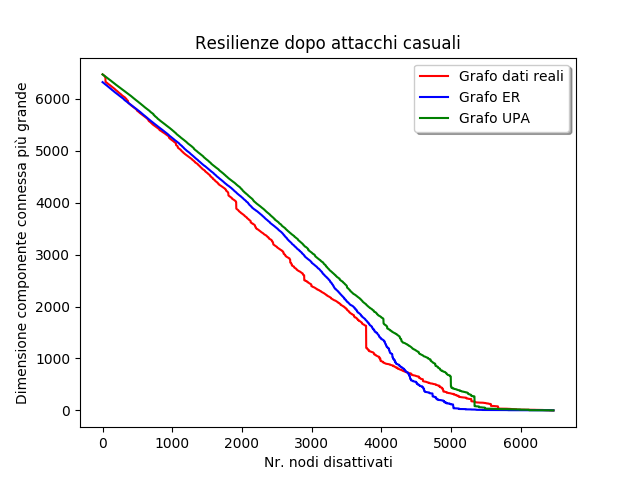 Resilienze dopo attacchi casuali
Dimensione componente connessa più grande
6000
5000
4000
3000
2000
1000
0
Grafo dati reali
Grafo ER
Grafo UPA
0 1000 2000 3000 4000 5000 6000
Nr. nodi disattivati